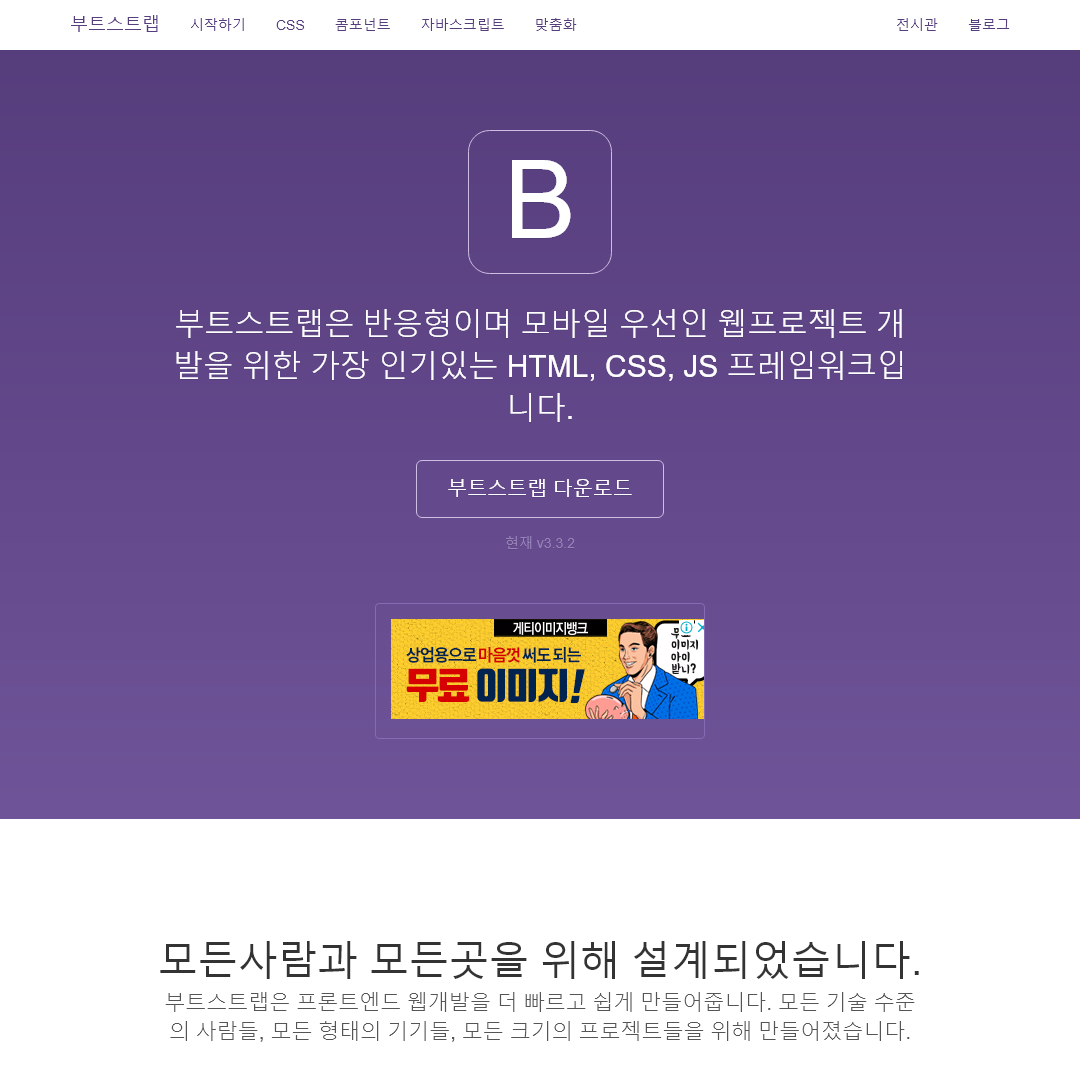 부트스트랩 시작하기 CSS 콤포넌트 자바스크립트 맞춤화 전시관 블로그
B
부트스트랩은 반응형이며 모바일 우선인 웹프로젝트 개
발을 위한 가장 인기있는 HTML, CSS, JS 프레임워크입
니다.
부트스트랩 다운로드
현재 v3.3.2
게티이미지뱅크
상업용으로 마음껏 써도 되는
무료 이미지!
이미지
아이
받니?
모든사람과 모든곳을 위해 설계되었습니다.
부트스트랩은 프론트엔드 웹개발을 더 빠르고 쉽게 만들어줍니다. 모든 기술 수준
의 사람들, 모든 형태의 기기들, 모든 크기의 프로젝트들을 위해 만들어졌습니다.